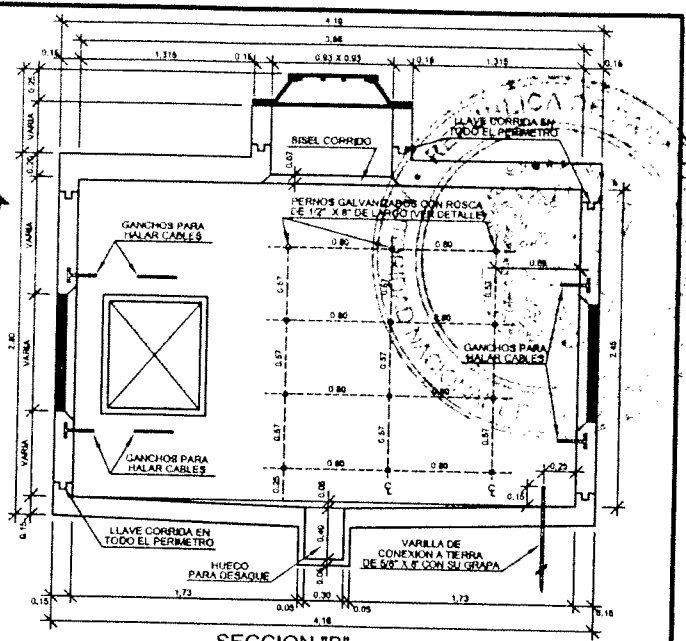 4.16
3.86
0.15
1.315
0.15
0.93 X 0.93
0.15
1.315
0.15
0.25
VARIA
0.20
BISEL CORRIDO
LLAVE CORRIDA EN
TODO EL PERIMETRO
0.57
PERNOS GALVANIZADOS CON ROSCA
DE 1/2" X 8" DE LARGO (VER DETALLE)
GANCHOS PARA
HALAR CABLES
VARIA
0.80
0.80
0.57
0.57
0.57
0.80
0.80
GANCHOS PARA
HALAR CABLES
2.80
VARIA
2.45
0.57
0.57
0.57
0.80
0.80
VARIA
GANCHOS PARA
HALAR CABLES
0.57
0.57
0.80
0.80
0.25
0.25
0.05
0.15
0.15
LLAVE CORRIDA EN
TODO EL PERIMETRO
0.40
HUECO
PARA DESAGUE
0.05
VARILLA DE
CONEXION A TIERRA
DE 5/8" X 8' CON SU GRAPA
0.15
1.73
0.05
0.30
0.05
1.73
0.15
4.16
SECCION "B"